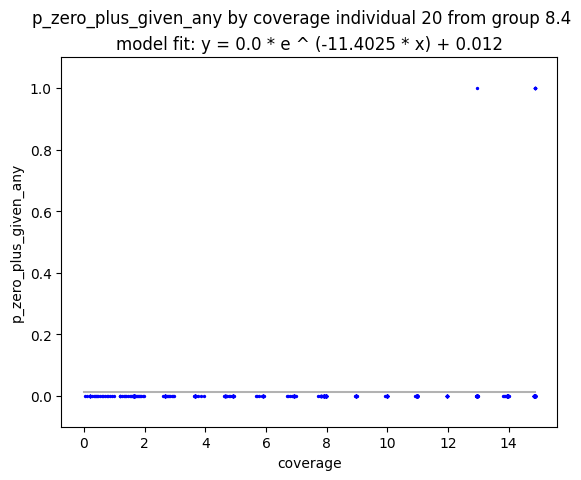 p_zero_plus_given_any by coverage individual 20 from group 8.4
model fit: y = 0.0 * e ^ (-11.4025 * x) + 0.012
1.0
0.8
0.6
0.4
0.2
0.0
p_zero_plus_given_any
0 2 4 6 8 10 12 14
coverage